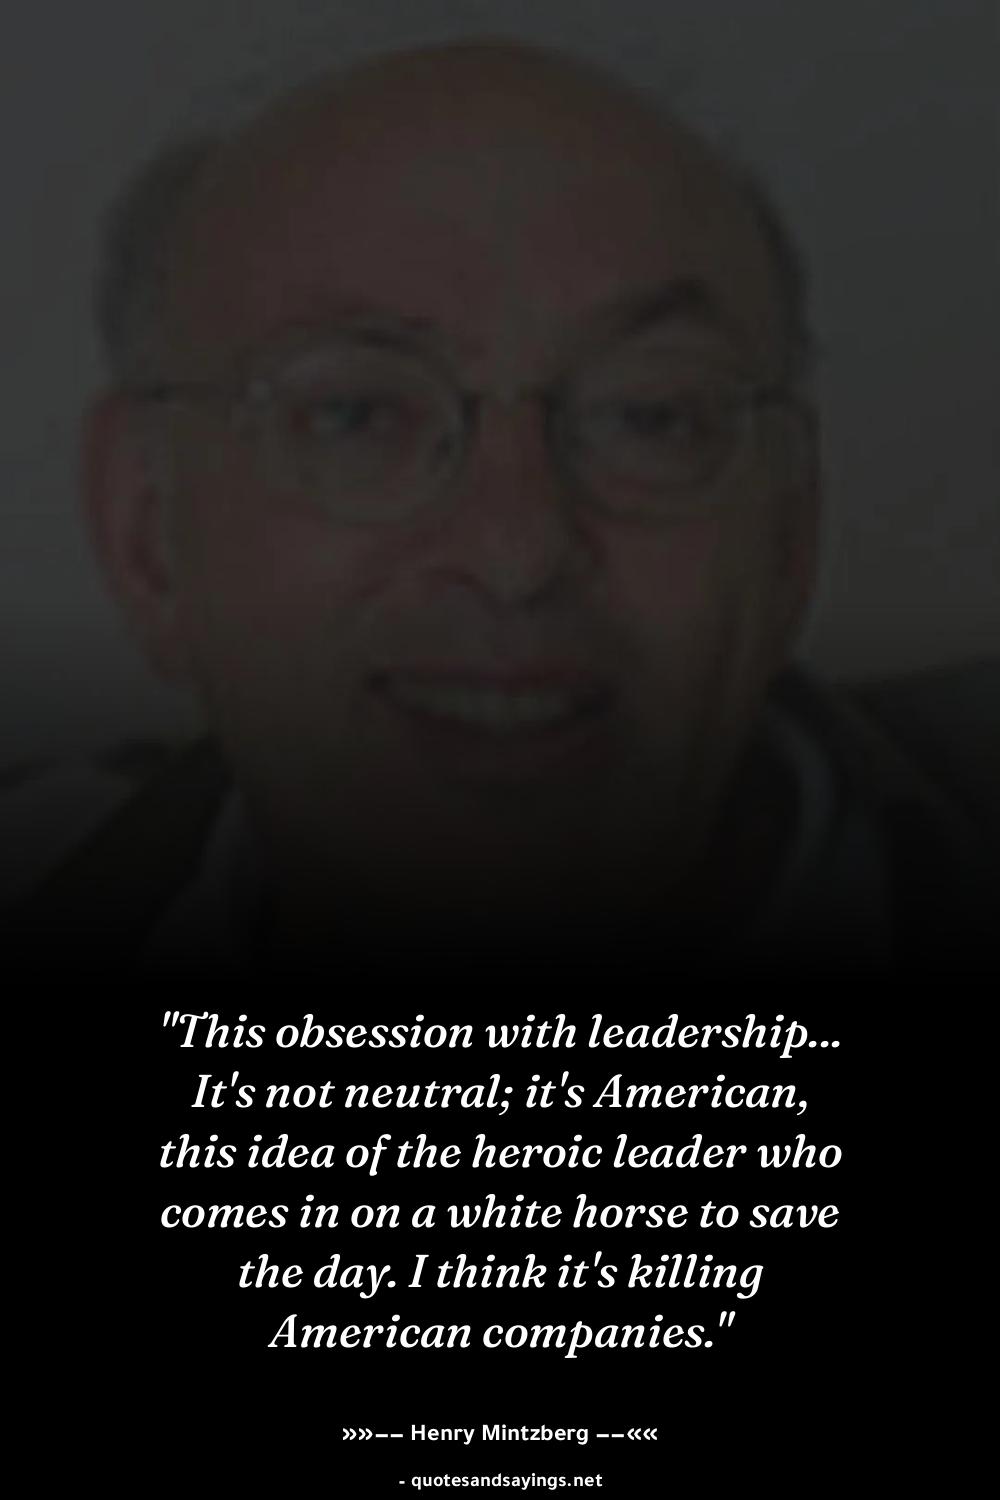 "This obsession with leadership...
It's not neutral; it's American,
this idea of the heroic leader who
comes in on a white horse to save
the day. I think it's killing
American companies."
»»–– Henry Mintzberg ––««
- quotesandsayings.net